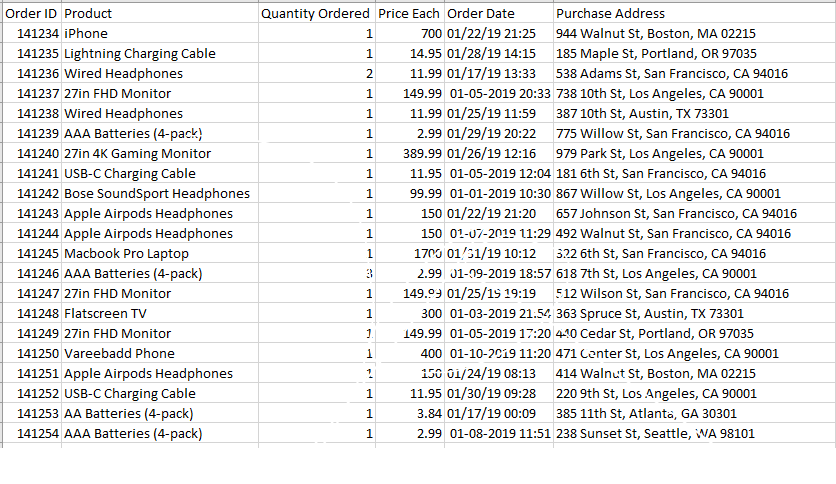 Order ID Product Quantity Ordered Price Each Order Date Purchase Address
141234 iPhone 1 700 01/22/19 21:25 944 Walnut St, Boston, MA 02215
141235 Lightning Charging Cable 1 14.95 01/28/19 14:15 185 Maple St, Portland, OR 97035
141236 Wired Headphones 2 11.99 01/17/19 13:33 538 Adams St, San Francisco, CA 94016
141237 27in FHD Monitor 1 149.99 01-05-2019 20:33 738 10th St, Los Angeles, CA 90001
141238 Wired Headphones 1 11.99 01/25/19 11:59 387 10th St, Austin, TX 73301
141239 AAA Batteries (4-pack) 1 2.99 01/29/19 20:22 775 Willow St, San Francisco, CA 94016
141240 27in 4K Gaming Monitor 1 389.99 01/26/19 12:16 979 Park St, Los Angeles, CA 90001
141241 USB-C Charging Cable 1 11.95 01-05-2019 12:04 181 6th St, San Francisco, CA 94016
141242 Bose SoundSport Headphones 1 99.99 01-01-2019 10:30 867 Willow St, Los Angeles, CA 90001
141243 Apple Airpods Headphones 1 150 01/22/19 21:20 657 Johnson St, San Francisco, CA 94016
141244 Apple Airpods Headphones 1 150 01-07-2019 11:29 492 Walnut St, San Francisco, CA 94016
141245 Macbook Pro Laptop 1 1700 01/31/19 10:12 322 6th St, San Francisco, CA 94016
141246 AAA Batteries (4-pack) 3 2.99 01-09-2019 18:57 618 7th St, Los Angeles, CA 90001
141247 27in FHD Monitor 1 149.99 01/25/19 19:19 512 Wilson St, San Francisco, CA 94016
141248 Flatscreen TV 1 300 01-03-2019 21:54 363 Spruce St, Austin, TX 73301
141249 27in FHD Monitor 1 149.99 01-05-2019 17:20 440 Cedar St, Portland, OR 97035
141250 Vareebadd Phone 1 400 01-10-2019 11:20 471 Center St, Los Angeles, CA 90001
141251 Apple Airpods Headphones 1 150 01/24/19 08:13 414 Walnut St, Boston, MA 02215
141252 USB-C Charging Cable 1 11.95 01/30/19 09:28 220 9th St, Los Angeles, CA 90001
141253 AA Batteries (4-pack) 1 3.84 01/17/19 00:09 385 11th St, Atlanta, GA 30301
141254 AAA Batteries (4-pack) 1 2.99 01-08-2019 11:51 238 Sunset St, Seattle, WA 98101